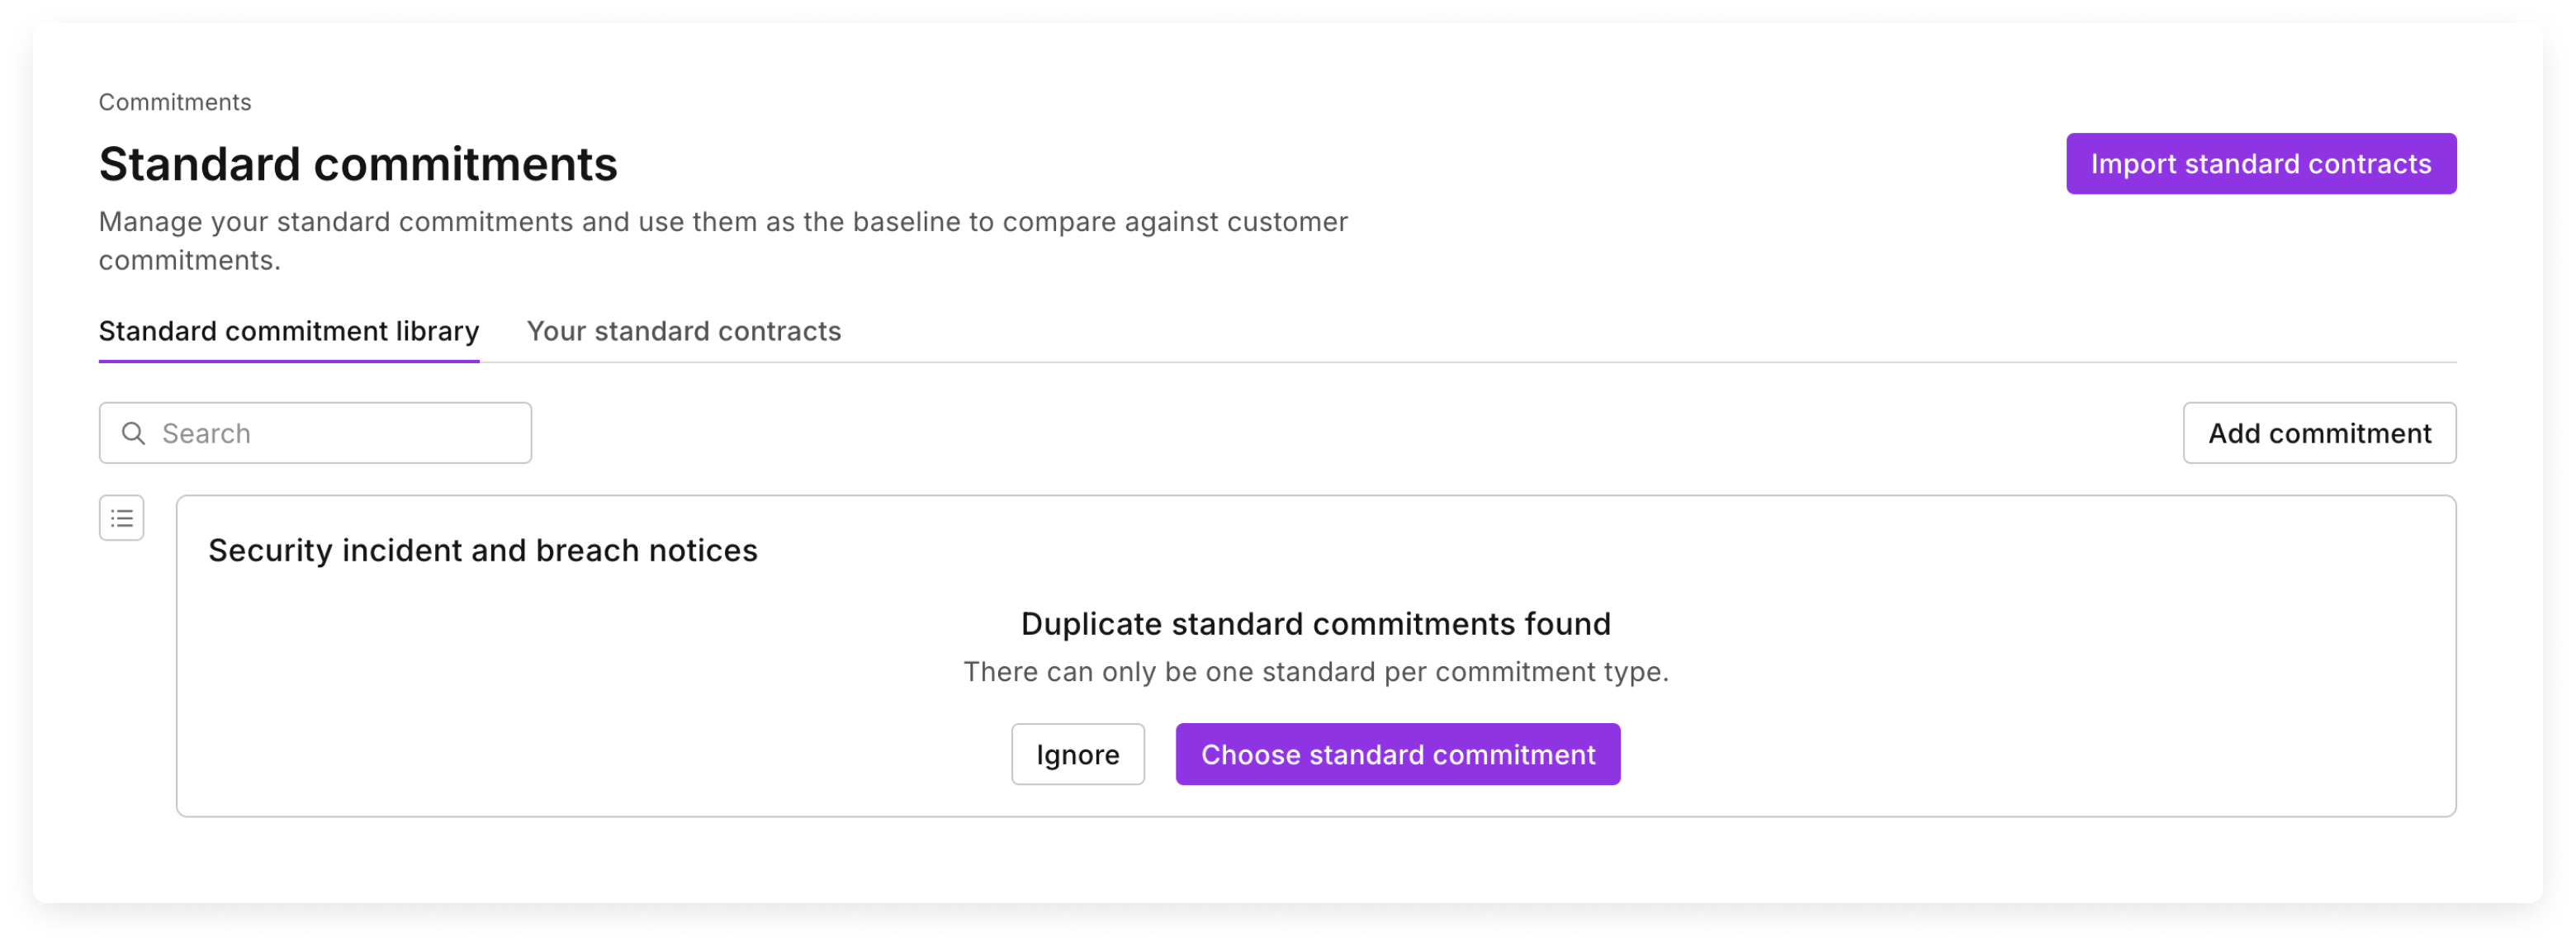 Commitments
Standard commitments
Import standard contracts
Manage your standard commitments and use them as the baseline to compare against customer
commitments.
Standard commitment library
Your standard contracts
Search
Add commitment
Security incident and breach notices
Duplicate standard commitments found
There can only be one standard per commitment type.
Ignore
Choose standard commitment